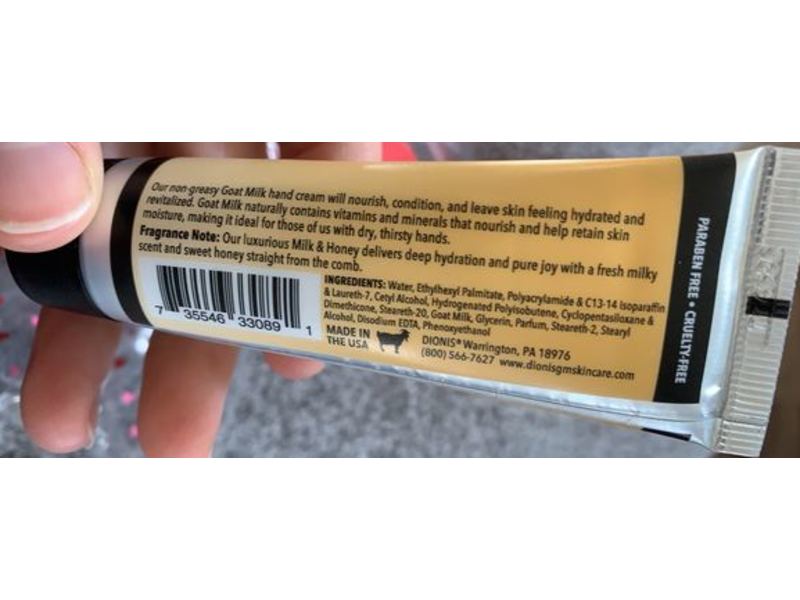 Our non-greasy Goat Milk hand cream will nourish, condition, and leave skin feeling hydrated and
revitalized. Goat Milk naturally contains vitamins and minerals that nourish and help retain skin
moisture, making it ideal for those of us with dry, thirsty hands.
Fragrance Note: Our luxurious Milk & Honey delivers deep hydration and pure joy with a fresh milky
scent and sweet honey straight from the comb.
INGREDIENTS: Water, Ethylhexyl Palmitate, Polyacrylamide & C13-14 Isoparaffin
& Laureth-7, Cetyl Alcohol, Hydrogenated Polyisobutene, Cyclopentasiloxane &
Dimethicone, Steareth-20, Goat Milk, Glycerin, Parfum, Steareth-2, Stearyl
Alcohol, Disodium EDTA, Phenoxyethanol
7 35546 33089 1
MADE IN
THE USA
DIONIS® Warrington, PA 18976
(800) 566-7627 www.dionisgmskincare.com
PARABEN FREE • CRUELTY-FREE